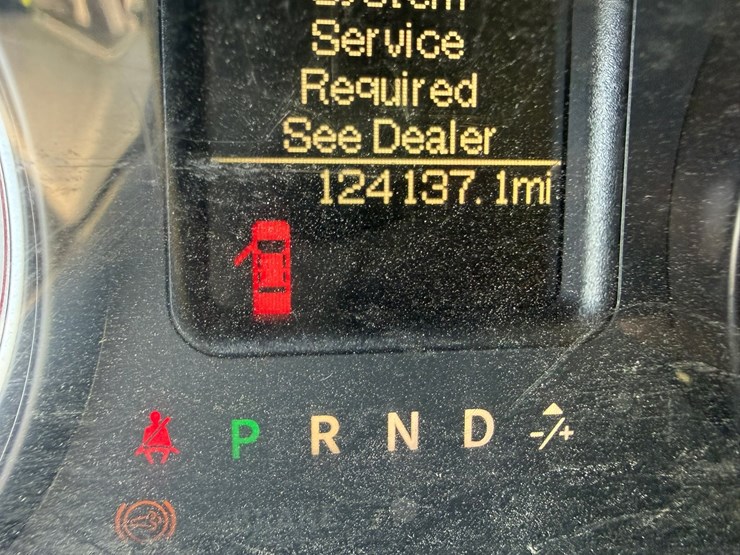 Service
Required
See Dealer
124137.1mi
P R N D -/+